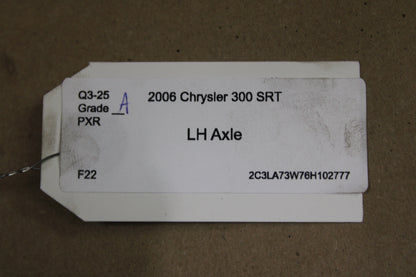 Q3-25
Grade A
PXR
2006 Chrysler 300 SRT
LH Axle
F22
2C3LA73W76H102777